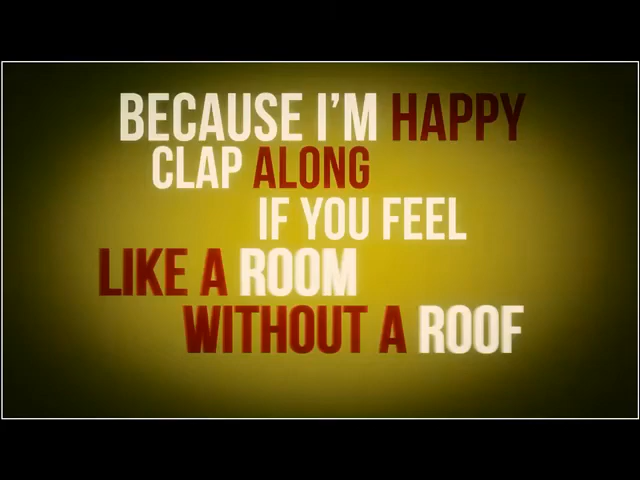 BECAUSE I'M HAPPY
CLAP ALONG
IF YOU FEEL
LIKE A ROOM
WITHOUT A ROOF